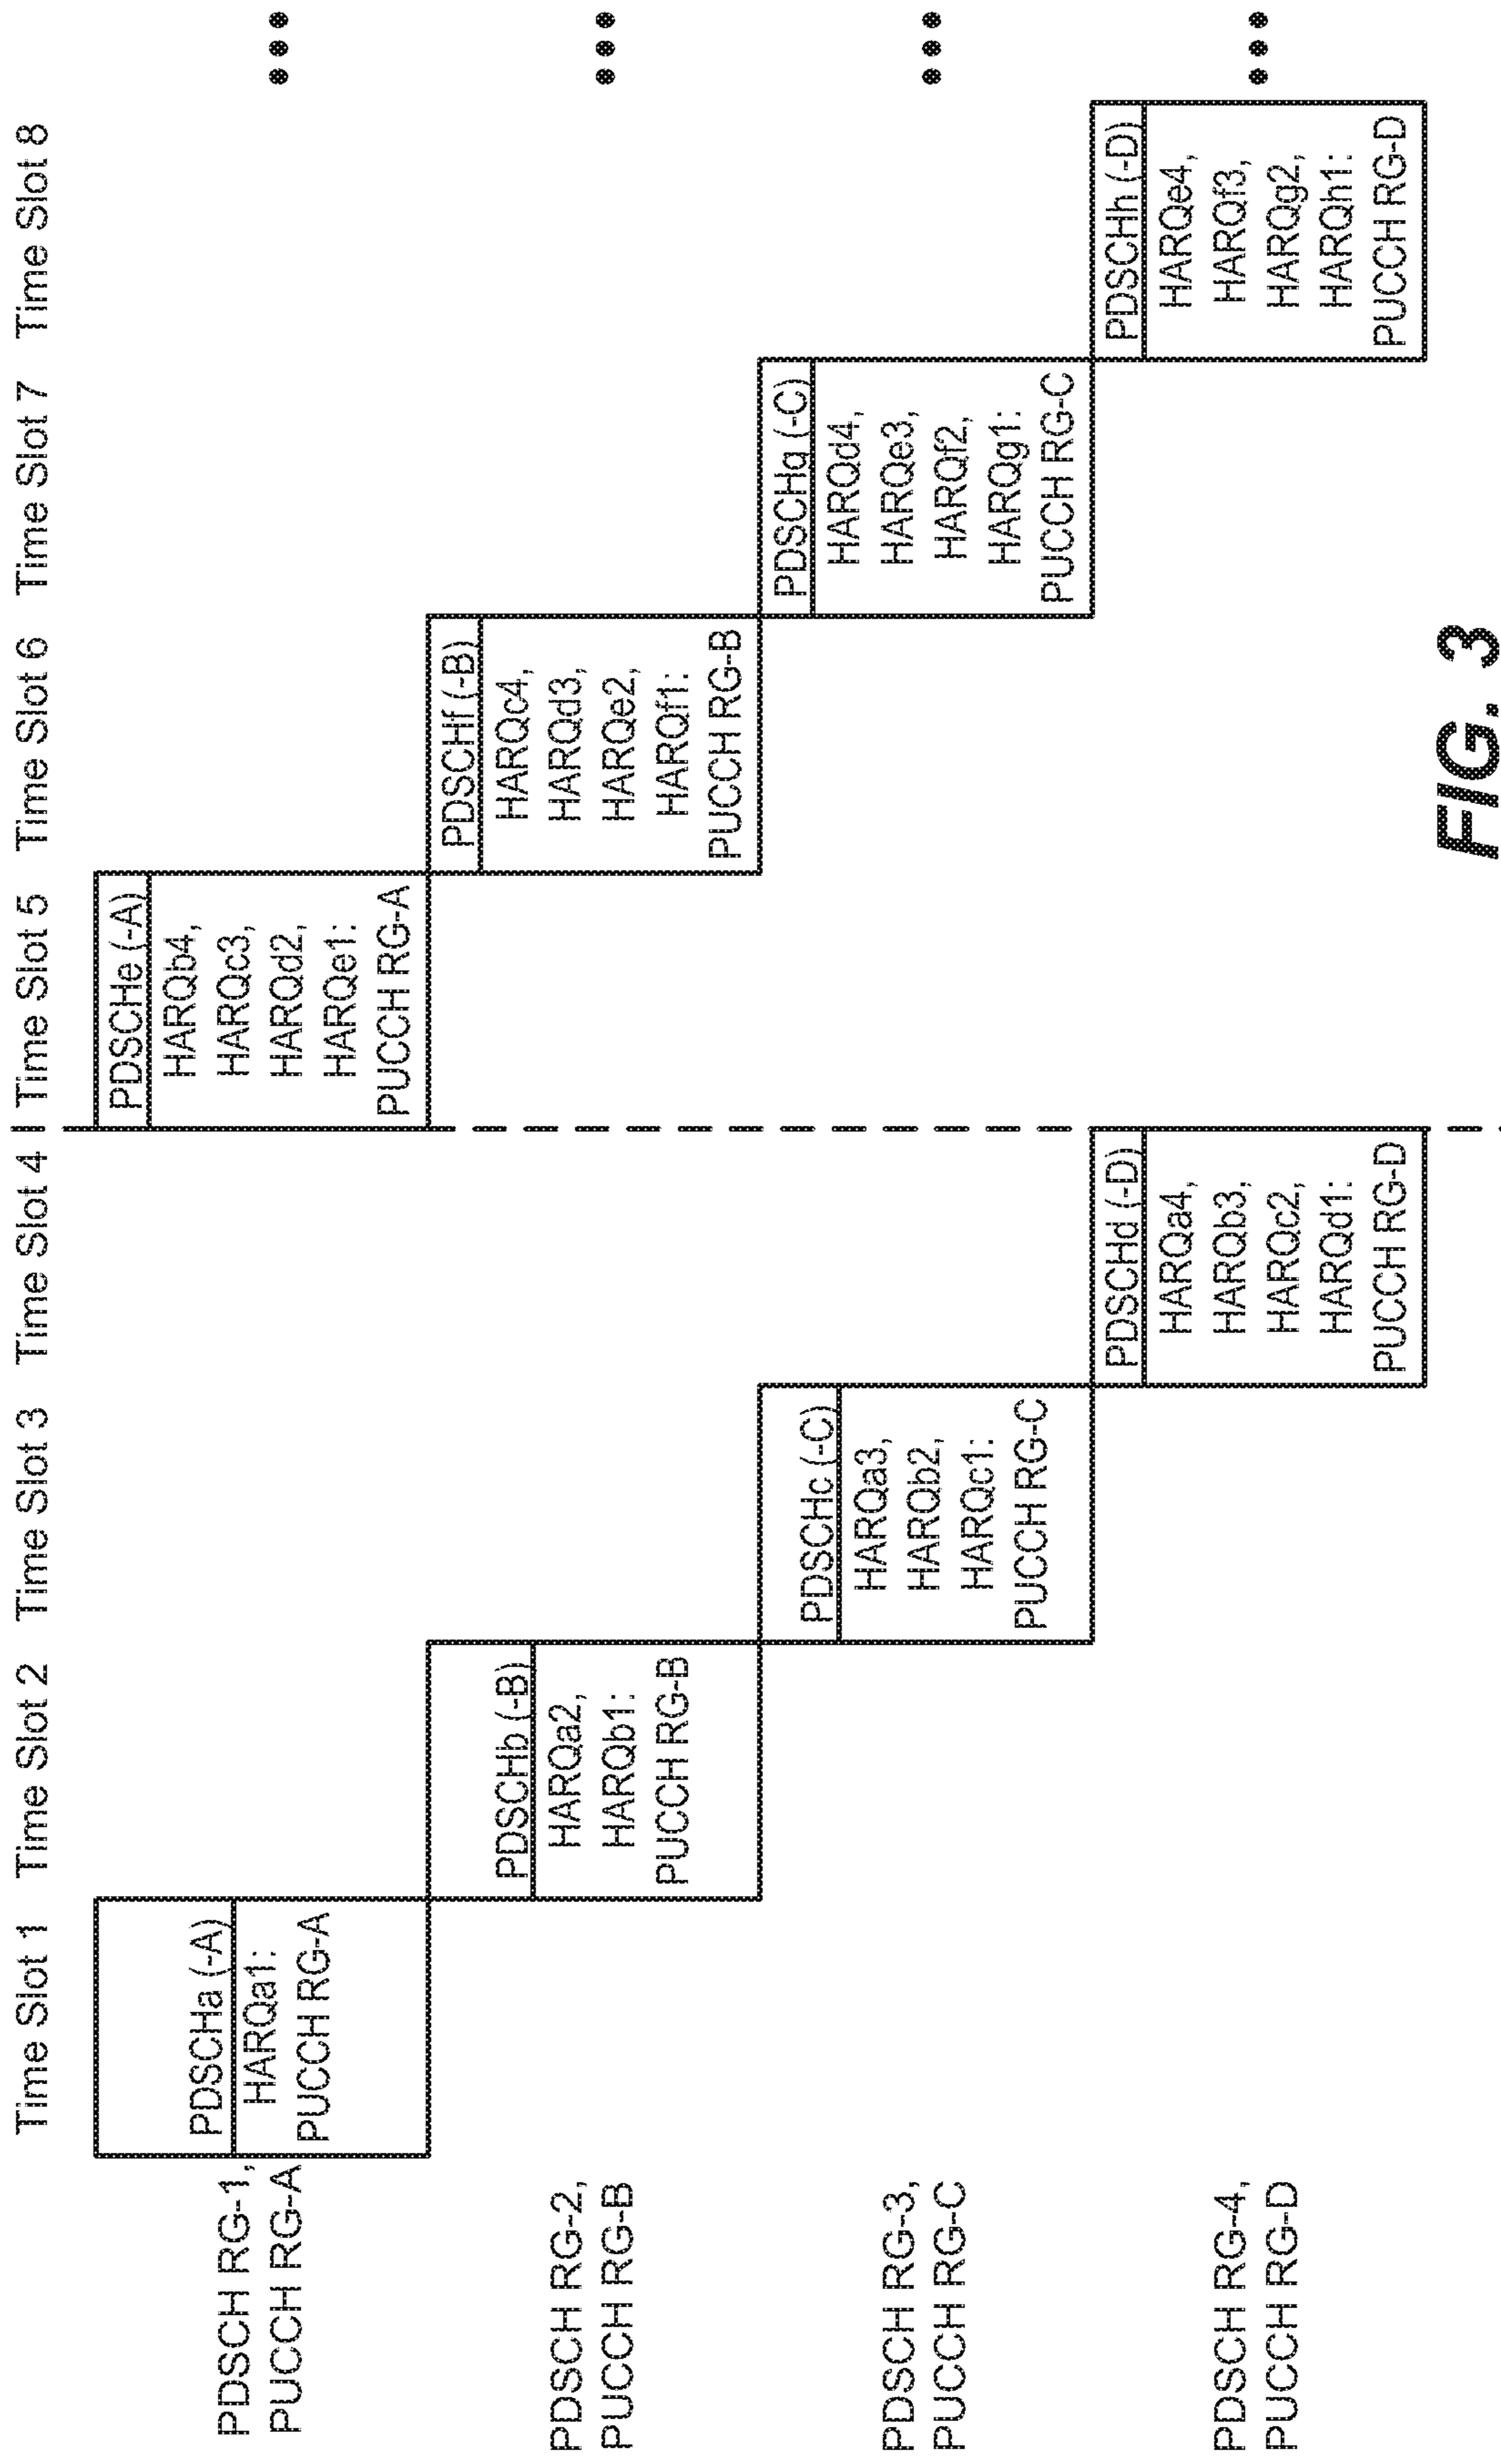 Time Slot 1
Time Slot 2
Time Slot 3
Time Slot 4
Time Slot 5
Time Slot 6
Time Slot 7
Time Slot 8
PDSCH RG-1,
PUCCH RG-A
PDSCHa (-A)
HARQa1:
PUCCH RG-A
PDSCHe (-A)
HARQb4,
HARQc3,
HARQd2,
HARQe1:
PUCCH RG-A
PDSCH RG-2,
PUCCH RG-B
PDSCHb (-B)
HARQa2,
HARQb1:
PUCCH RG-B
PDSCHf (-B)
HARQc4,
HARQd3,
HARQe2,
HARQf1:
PUCCH RG-B
PDSCH RG-3,
PUCCH RG-C
PDSCHc (-C)
HARQa3,
HARQb2,
HARQc1:
PUCCH RG-C
PDSCHg (-C)
HARQd4,
HARQe3,
HARQf2,
HARQg1:
PUCCH RG-C
PDSCH RG-4,
PUCCH RG-D
PDSCHd (-D)
HARQa4,
HARQb3,
HARQc2,
HARQd1:
PUCCH RG-D
PDSCHh (-D)
HARQe4,
HARQf3,
HARQg2,
HARQh1:
PUCCH RG-D
FIG. 3